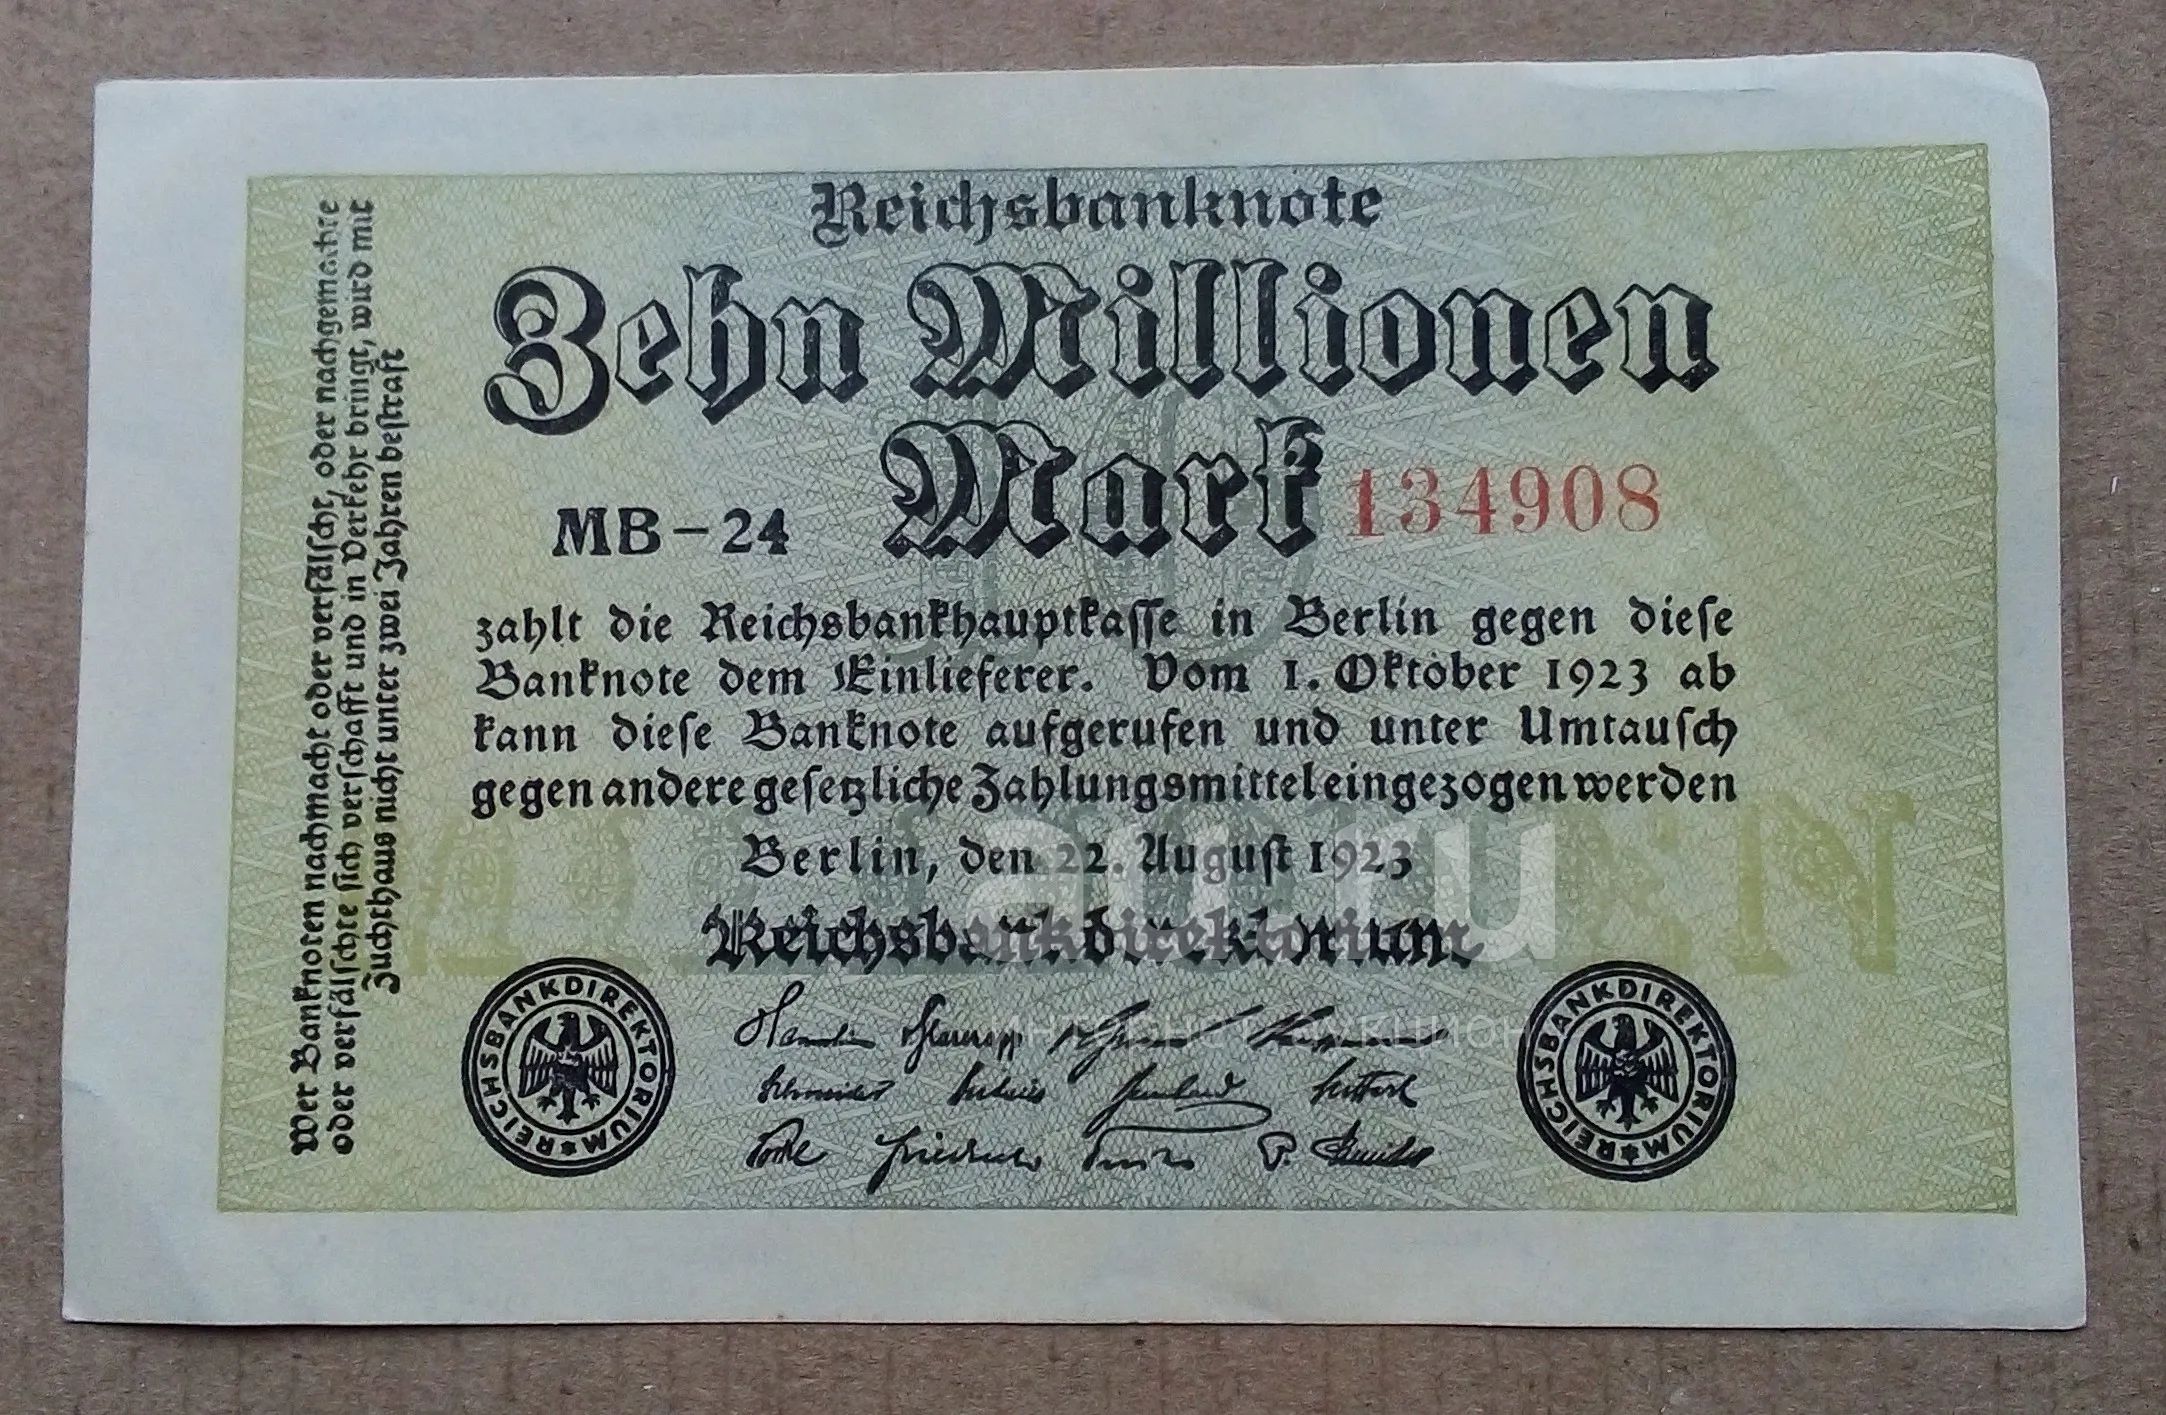 Reichsbanknote
Zehn Millionen
Mark
MB-24
134908
zahlt die Reichsbankhauptkasse in Berlin gegen diese
Banknote dem Einlieferer. Vom 1. Oktober 1923 ab
kann diese Banknote aufgerufen und unter Umtausch
gegen andere gesetzliche Zahlungsmittel eingezogen werden
Berlin, den 22. August 1923
Reichsbankdirektorium
REICHSBANKDIREKTORIUM
REICHSBANKDIREKTORIUM
Wer Banknoten nachmacht oder verfälscht, oder nachgemachte
oder verfälschte sich verschafft und in Verkehr bringt, wird mit
Zuchthaus nicht unter zwei Jahren bestraft
10
au.ru